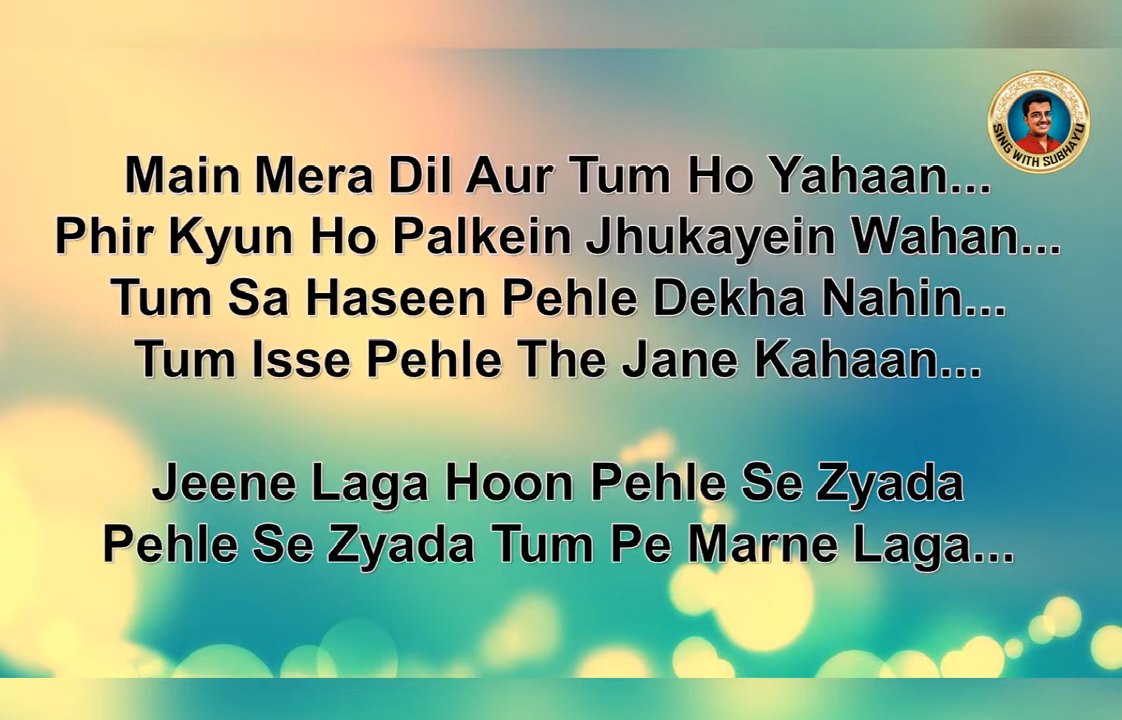 SING WITH SUBHAYU
Main Mera Dil Aur Tum Ho Yahaan...
Phir Kyun Ho Palkein Jhukayein Wahan...
Tum Sa Haseen Pehle Dekha Nahin...
Tum Isse Pehle The Jane Kahaan...
Jeene Laga Hoon Pehle Se Zyada
Pehle Se Zyada Tum Pe Marne Laga...